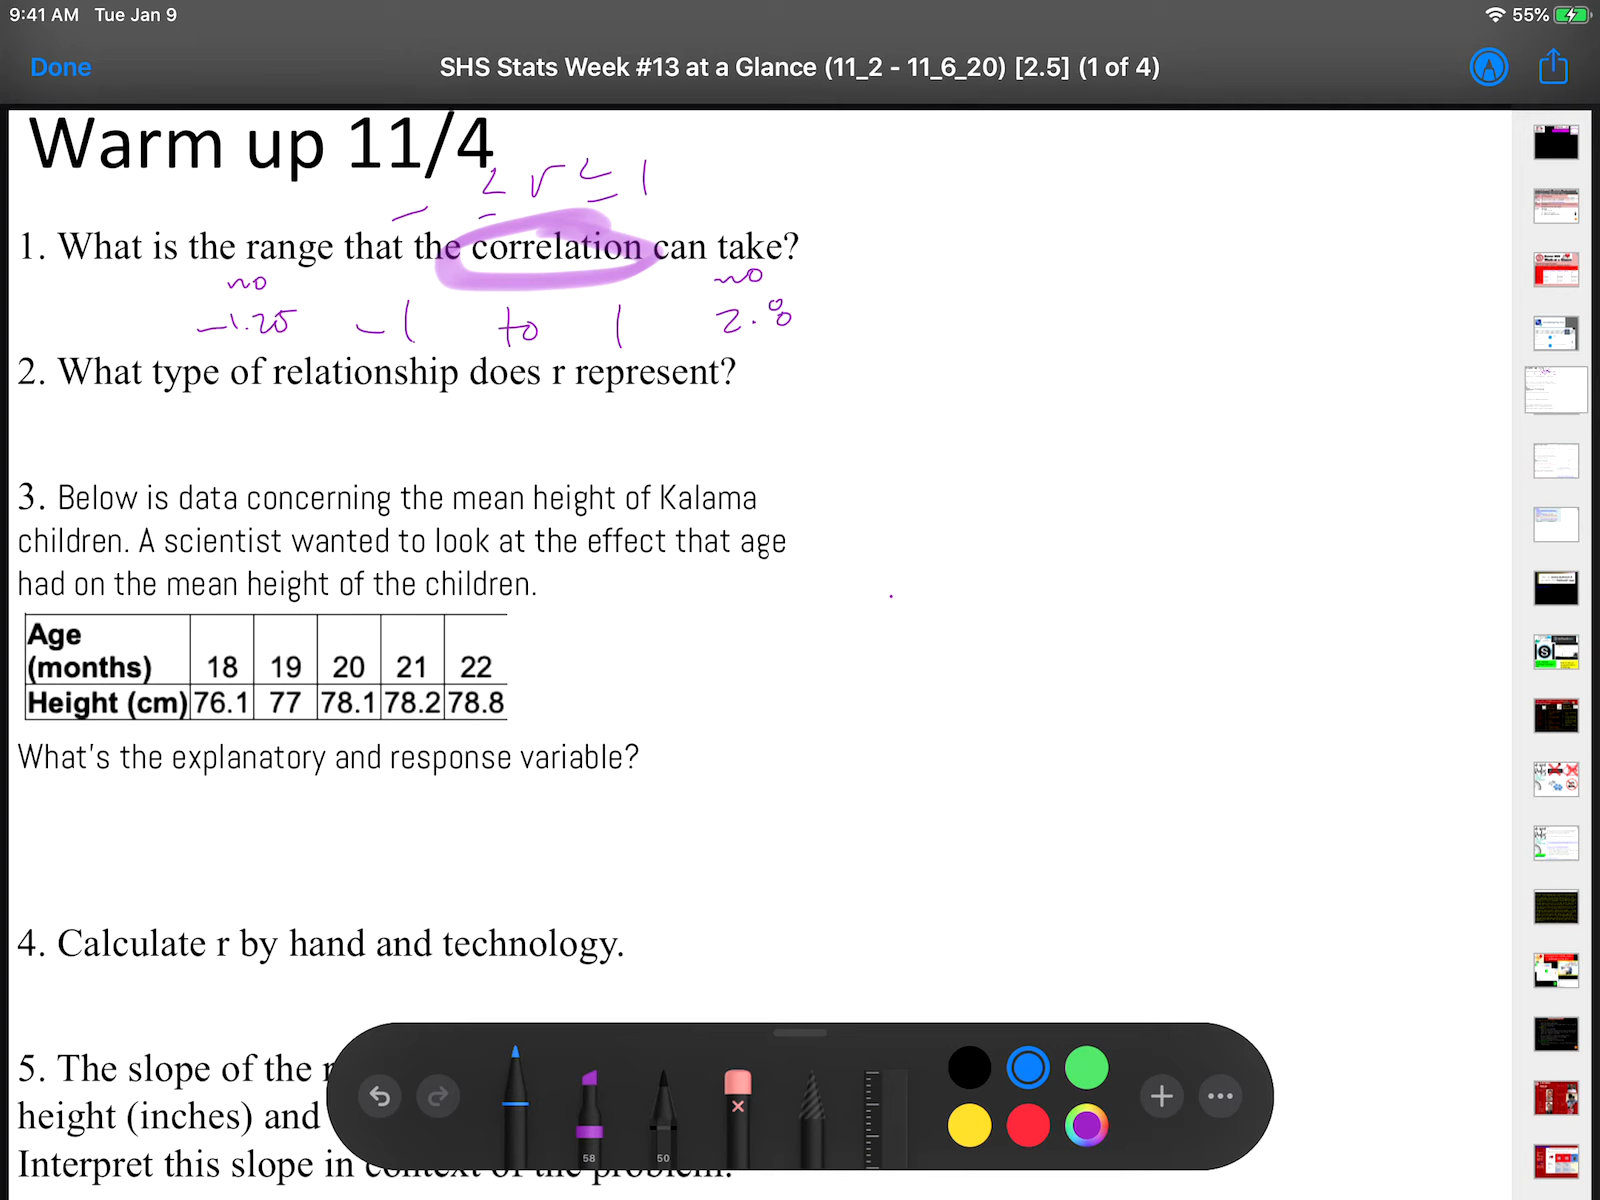 9:41 AM Tue Jan 9
55%
Done
SHS Stats Week #13 at a Glance (11_2 - 11_6_20) [2.5] (1 of 4)
Warm up 11/4
- ≤ r ≤ 1
1. What is the range that the correlation can take?
no no
-1.25 -1 to 1 2.8
2. What type of relationship does r represent?
3. Below is data concerning the mean height of Kalama
children. A scientist wanted to look at the effect that age
had on the mean height of the children.
Age
(months) 18 19 20 21 22
Height (cm) 76.1 77 78.1 78.2 78.8
What's the explanatory and response variable?
4. Calculate r by hand and technology.
5. The slope of the
height (inches) and
Interpret this slope in context of the problem.
58 50